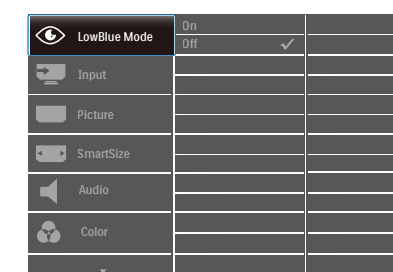 LowBlue Mode
On
Off
Input
Picture
SmartSize
Audio
Color